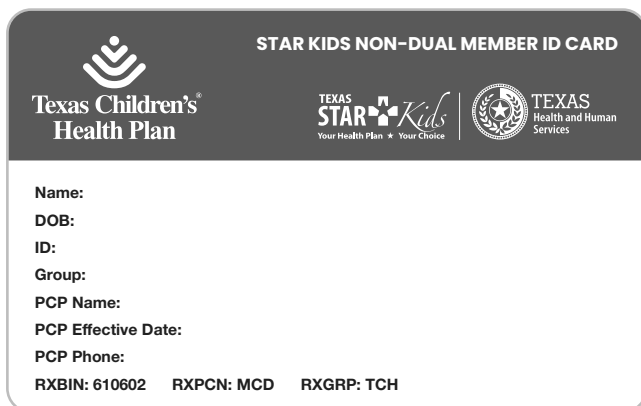 STAR KIDS NON-DUAL MEMBER ID CARD
Texas Children's®
Health Plan
TEXAS
STAR Kids
Your Health Plan ★ Your Choice
TEXAS
Health and Human
Services
Name:
DOB:
ID:
Group:
PCP Name:
PCP Effective Date:
PCP Phone:
RXBIN: 610602 RXPCN: MCD RXGRP: TCH